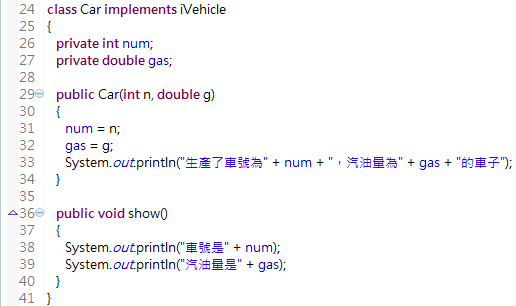 24 class Car implements iVehicle
25 {
26 private int num;
27 private double gas;
28
29 public Car(int n, double g)
30 {
31 num = n;
32 gas = g;
33 System.out.println("生產了車號為" + num + "，汽油量為" + gas + "的車子");
34 }
35
36 public void show()
37 {
38 System.out.println("車號是" + num);
39 System.out.println("汽油量是" + gas);
40 }
41 }